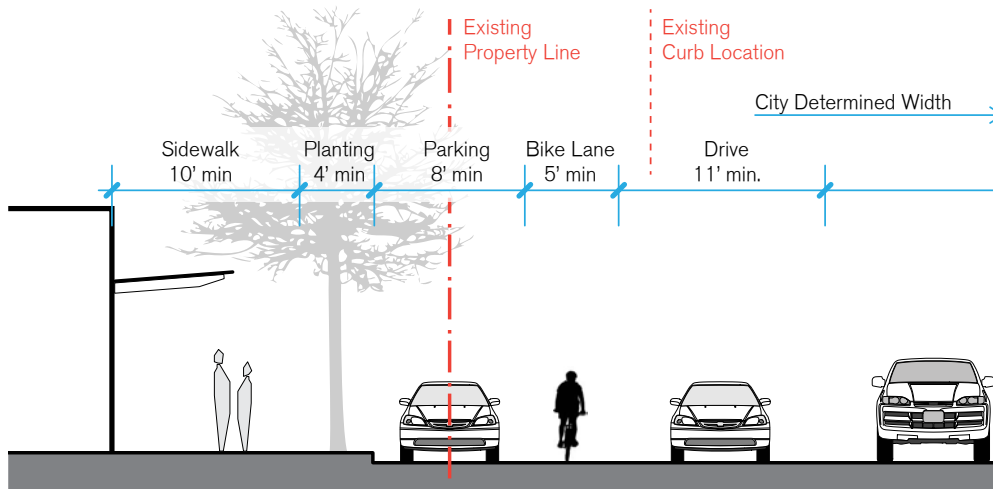 Existing
Property Line
Existing
Curb Location
City Determined Width
Sidewalk
10’ min
Planting
4’ min
Parking
8’ min
Bike Lane
5’ min
Drive
11’ min.